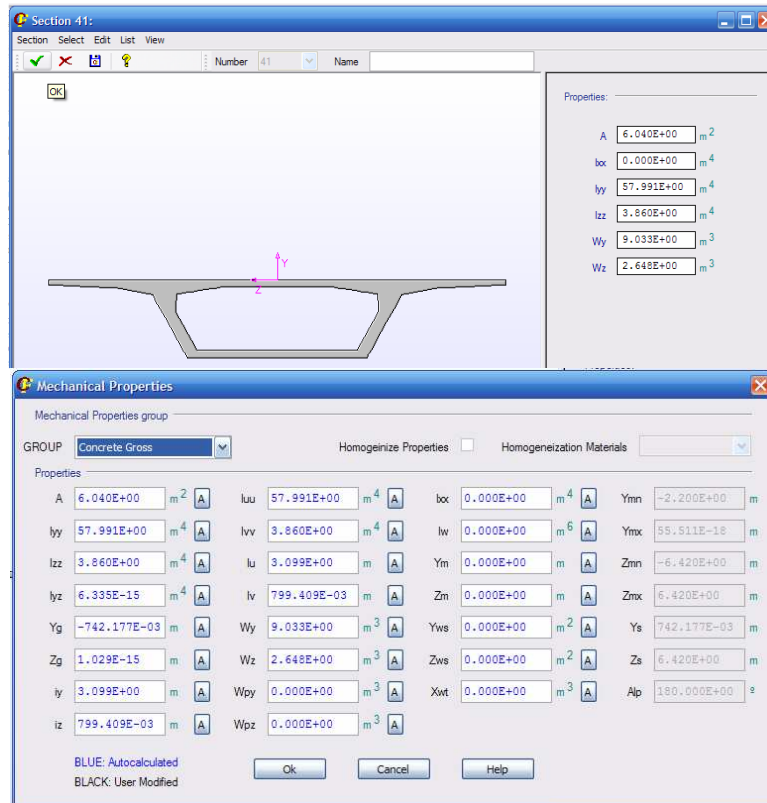 Section 41:
Section Select Edit List View
Number 41 Name
OK
Y
Z
Properties:
A 6.040E+00 m2
Ixx 0.000E+00 m4
Iyy 57.991E+00 m4
Izz 3.860E+00 m4
Wy 9.033E+00 m3
Wz 2.648E+00 m3
Mechanical Properties
Mechanical Properties group
GROUP Concrete Gross Homogeinize Properties Homogeneization Materials
Properties
A 6.040E+00 m2 A Iuu 57.991E+00 m4 A Ixx 0.000E+00 m4 A Ymn -2.200E+00 m
Iyy 57.991E+00 m4 A Ivv 3.860E+00 m4 A Iw 0.000E+00 m6 A Ymx 55.511E-18 m
Izz 3.860E+00 m4 A Iu 3.099E+00 m A Ym 0.000E+00 m A Zmn -6.420E+00 m
Iyz 6.335E-15 m4 A Iv 799.409E-03 m A Zm 0.000E+00 m A Zmx 6.420E+00 m
Yg -742.177E-03 m A Wy 9.033E+00 m3 A Yws 0.000E+00 m2 A Ys 742.177E-03 m
Zg 1.029E-15 m A Wz 2.648E+00 m3 A Zws 0.000E+00 m2 A Zs 6.420E+00 m
iy 3.099E+00 m A Wpy 0.000E+00 m3 A Xwt 0.000E+00 m3 A Alp 180.000E+00 º
iz 799.409E-03 m A Wpz 0.000E+00 m3 A
BLUE: Autocalculated
BLACK: User Modified
Ok Cancel Help